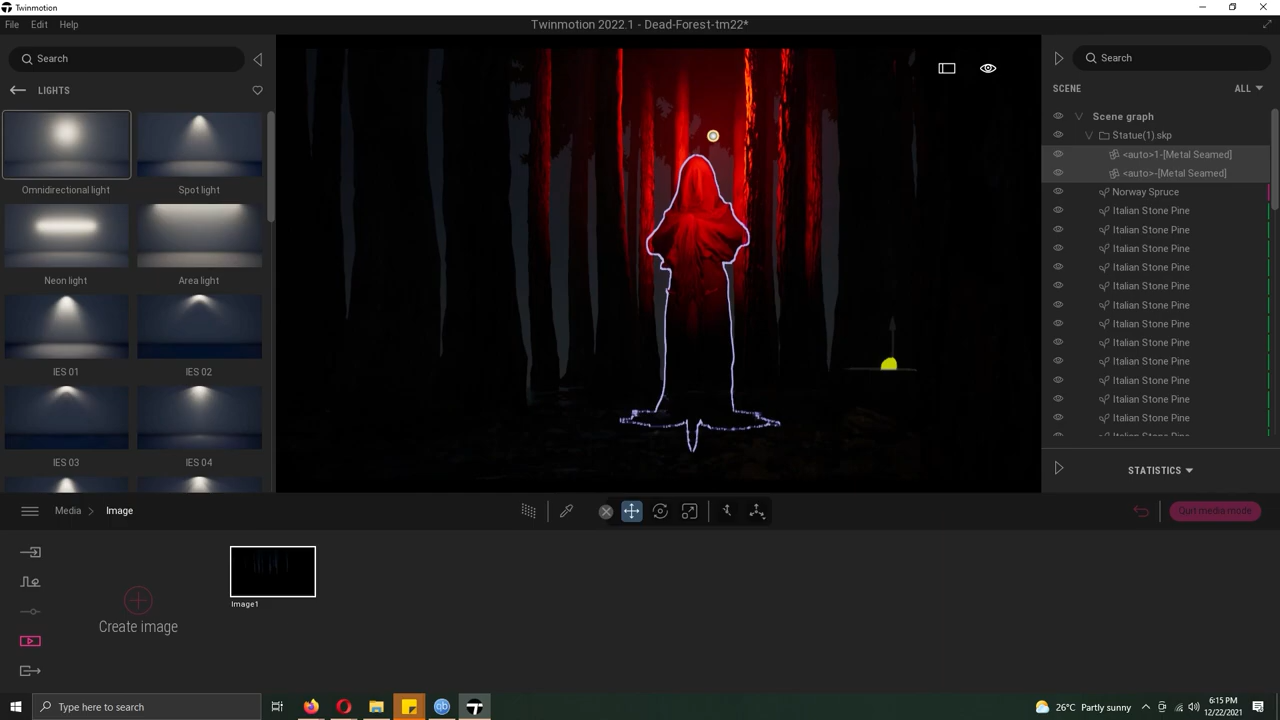 Twinmotion
File Edit Help
Twinmotion 2022.1 - Dead-Forest-tm22*
Search
LIGHTS
Omnidirectional light
Spot light
Neon light
Area light
IES 01
IES 02
IES 03
IES 04
Search
SCENE ALL
Scene graph
Statue(1).skp
<auto>1-[Metal Seamed]
<auto>-[Metal Seamed]
Norway Spruce
Italian Stone Pine
Italian Stone Pine
Italian Stone Pine
Italian Stone Pine
Italian Stone Pine
Italian Stone Pine
Italian Stone Pine
Italian Stone Pine
Italian Stone Pine
Italian Stone Pine
Italian Stone Pine
Italian Stone Pine
Italian Stone Pine
STATISTICS
Media Image
Quit media mode
Create image
Image1
Type here to search
26°C Partly sunny
6:15 PM
12/22/2021